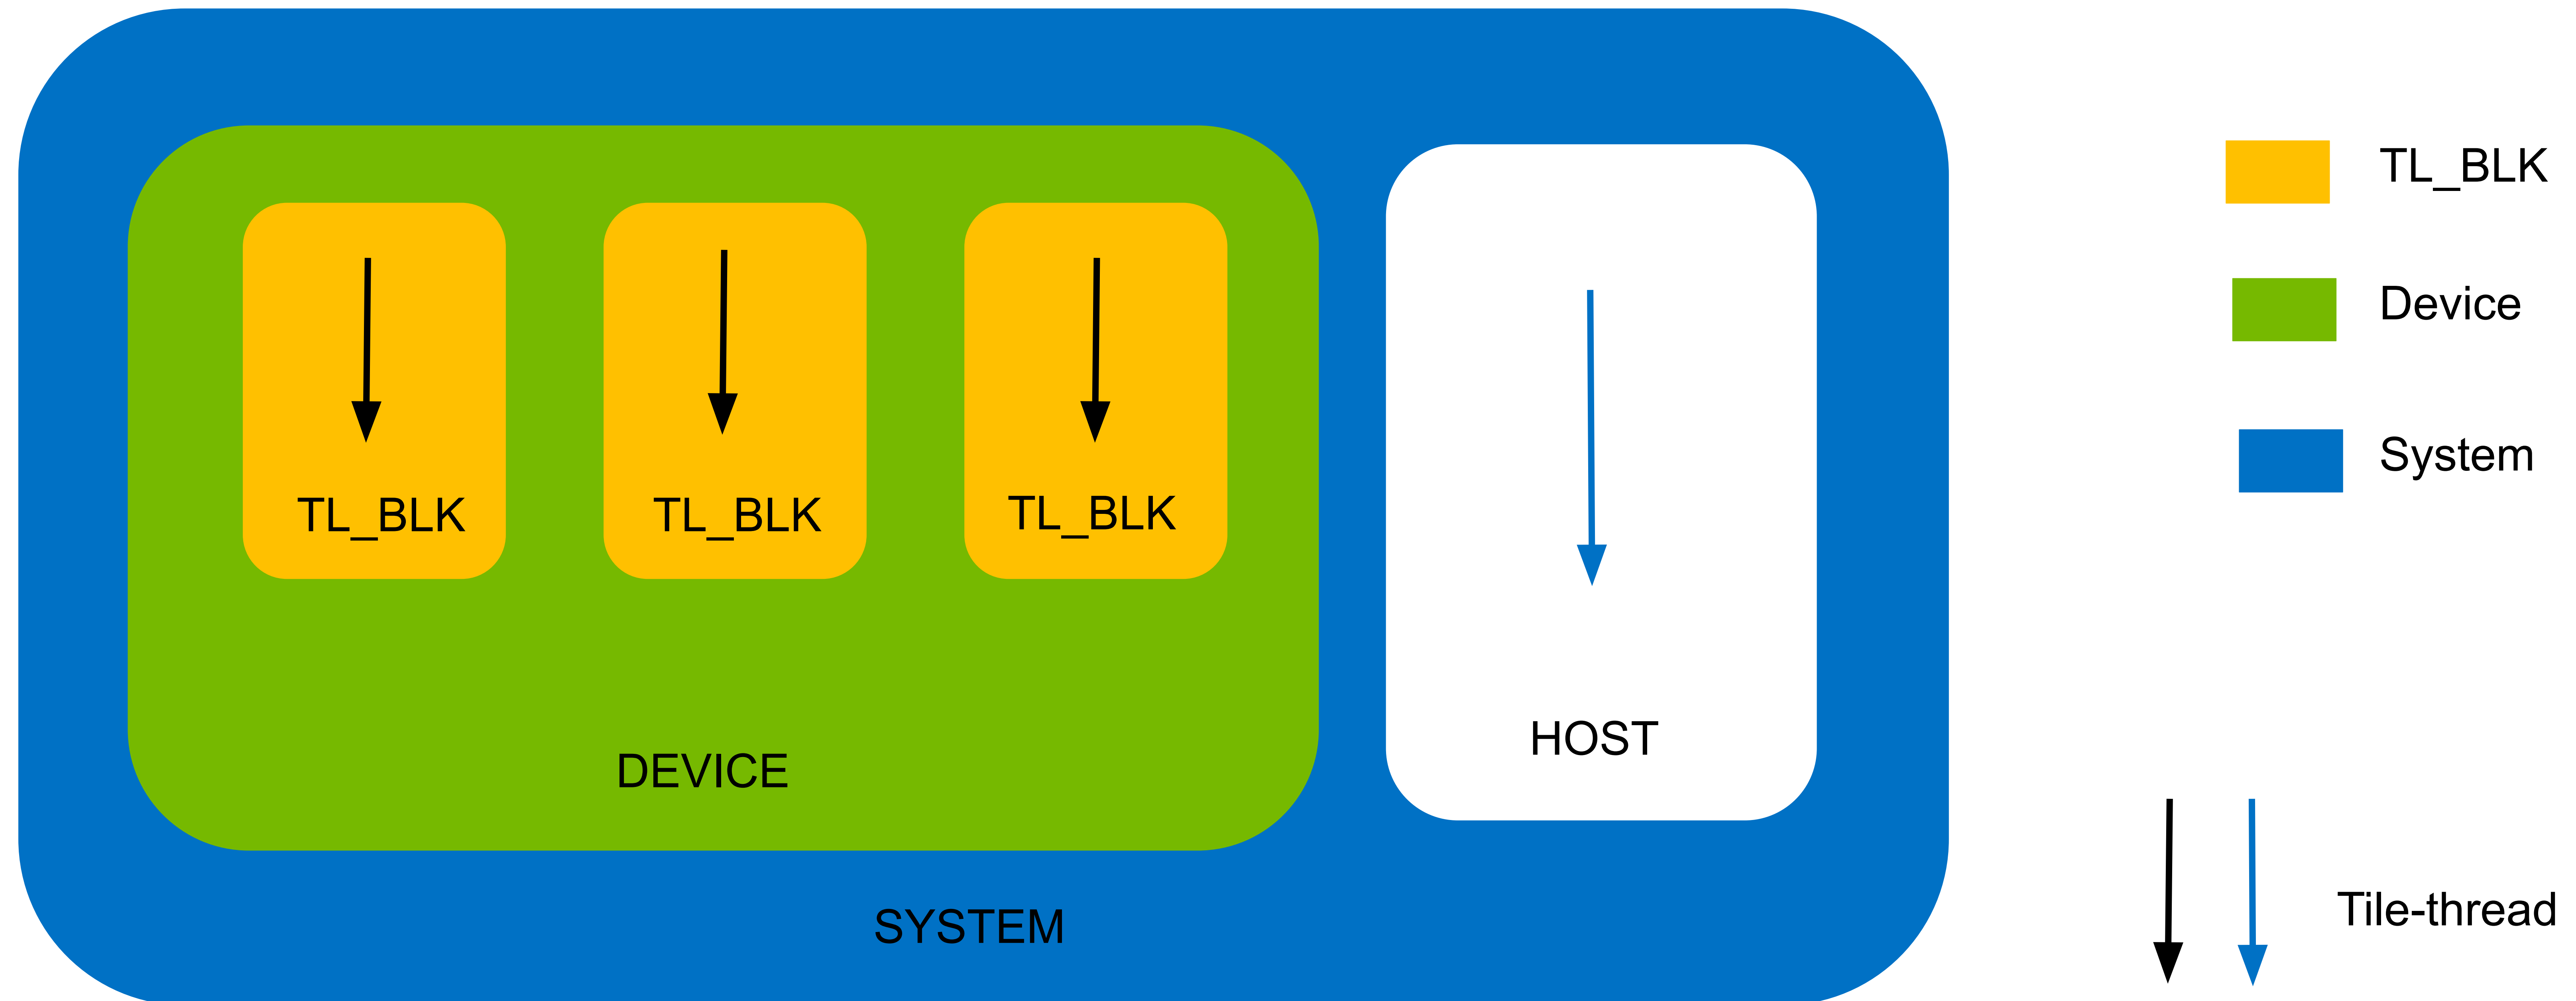 TL_BLK
TL_BLK
TL_BLK
DEVICE
HOST
SYSTEM
TL_BLK
Device
System
Tile-thread